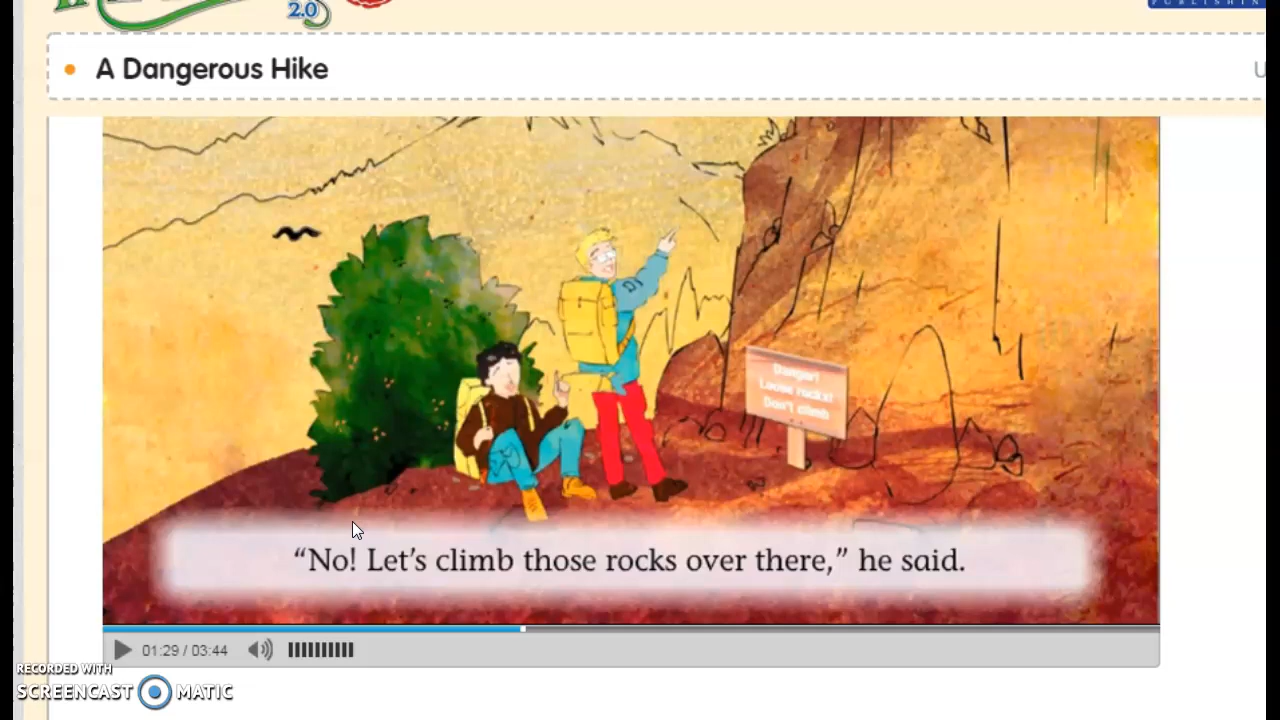 2.0
PUBLISHIN
A Dangerous Hike
U
Danger!
Loose rocks!
Don't climb
“No! Let’s climb those rocks over there,” he said.
01:29 / 03:44
RECORDED WITH
SCREENCAST MATIC